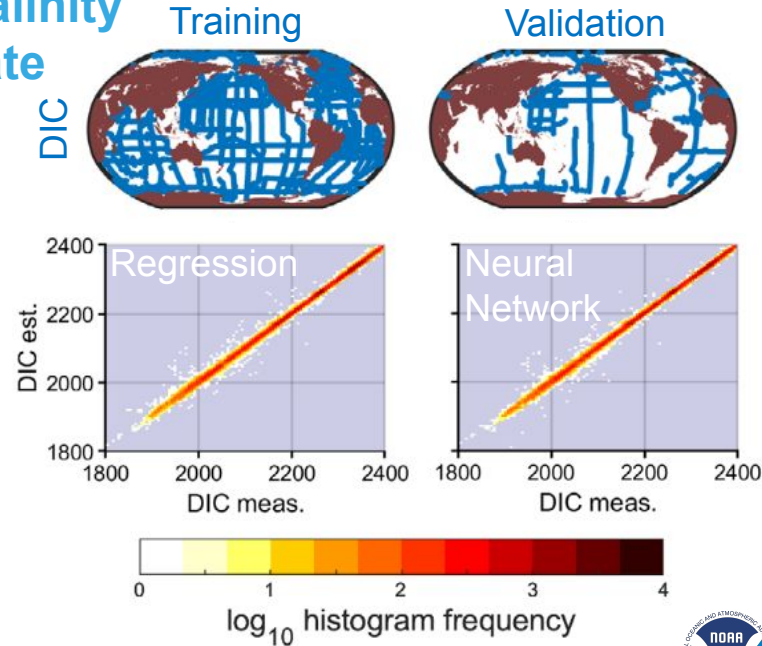 alinity
ate
Training
Validation
DIC
Regression
Neural
Network
DIC est.
2400
2200
2000
1800
1800 2000 2200 2400
DIC meas.
1800 2000 2200 2400
DIC meas.
0 1 2 3 4
log10 histogram frequency
NOAA